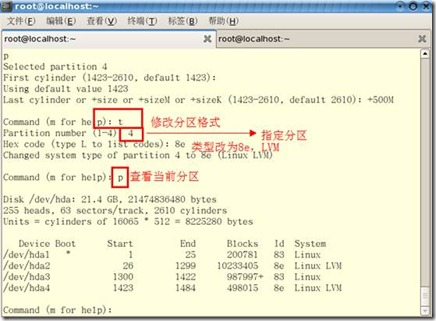 root@localhost:~
文件(F) 编辑(E) 查看(V) 终端(T) 标签(B) 帮助(H)
root@localhost:~ root@localhost:~
p
Selected partition 4
First cylinder (1423-2610, default 1423):
Using default value 1423
Last cylinder or +size or +sizeM or +sizeK (1423-2610, default 2610): +500M
Command (m for help): t 修改分区格式
Partition number (1-4): 4 指定分区
Hex code (type L to list codes): 8e 类型改为8e. LVM
Changed system type of partition 4 to 8e (Linux LVM)
Command (m for help): p 查看当前分区
Disk /dev/hda: 21.4 GB, 21474836480 bytes
255 heads, 63 sectors/track, 2610 cylinders
Units = cylinders of 16065 * 512 = 8225280 bytes
Device Boot Start End Blocks Id System
/dev/hda1 * 1 25 200781 83 Linux
/dev/hda2 26 1299 10233405 8e Linux LVM
/dev/hda3 1300 1422 987997+ 83 Linux
/dev/hda4 1423 1484 498015 8e Linux LVM
Command (m for help):